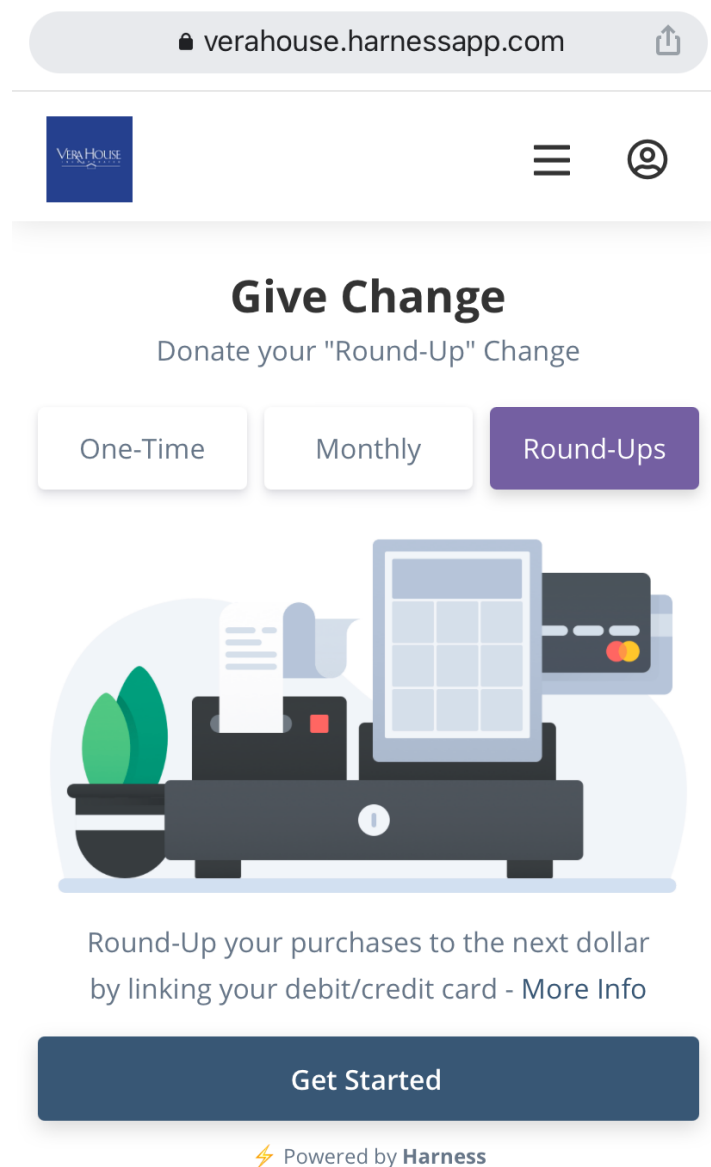 verahouse.harnessapp.com
VERA HOUSE
Give Change
Donate your "Round-Up" Change
One-Time
Monthly
Round-Ups
Round-Up your purchases to the next dollar
by linking your debit/credit card - More Info
Get Started
⚡ Powered by Harness